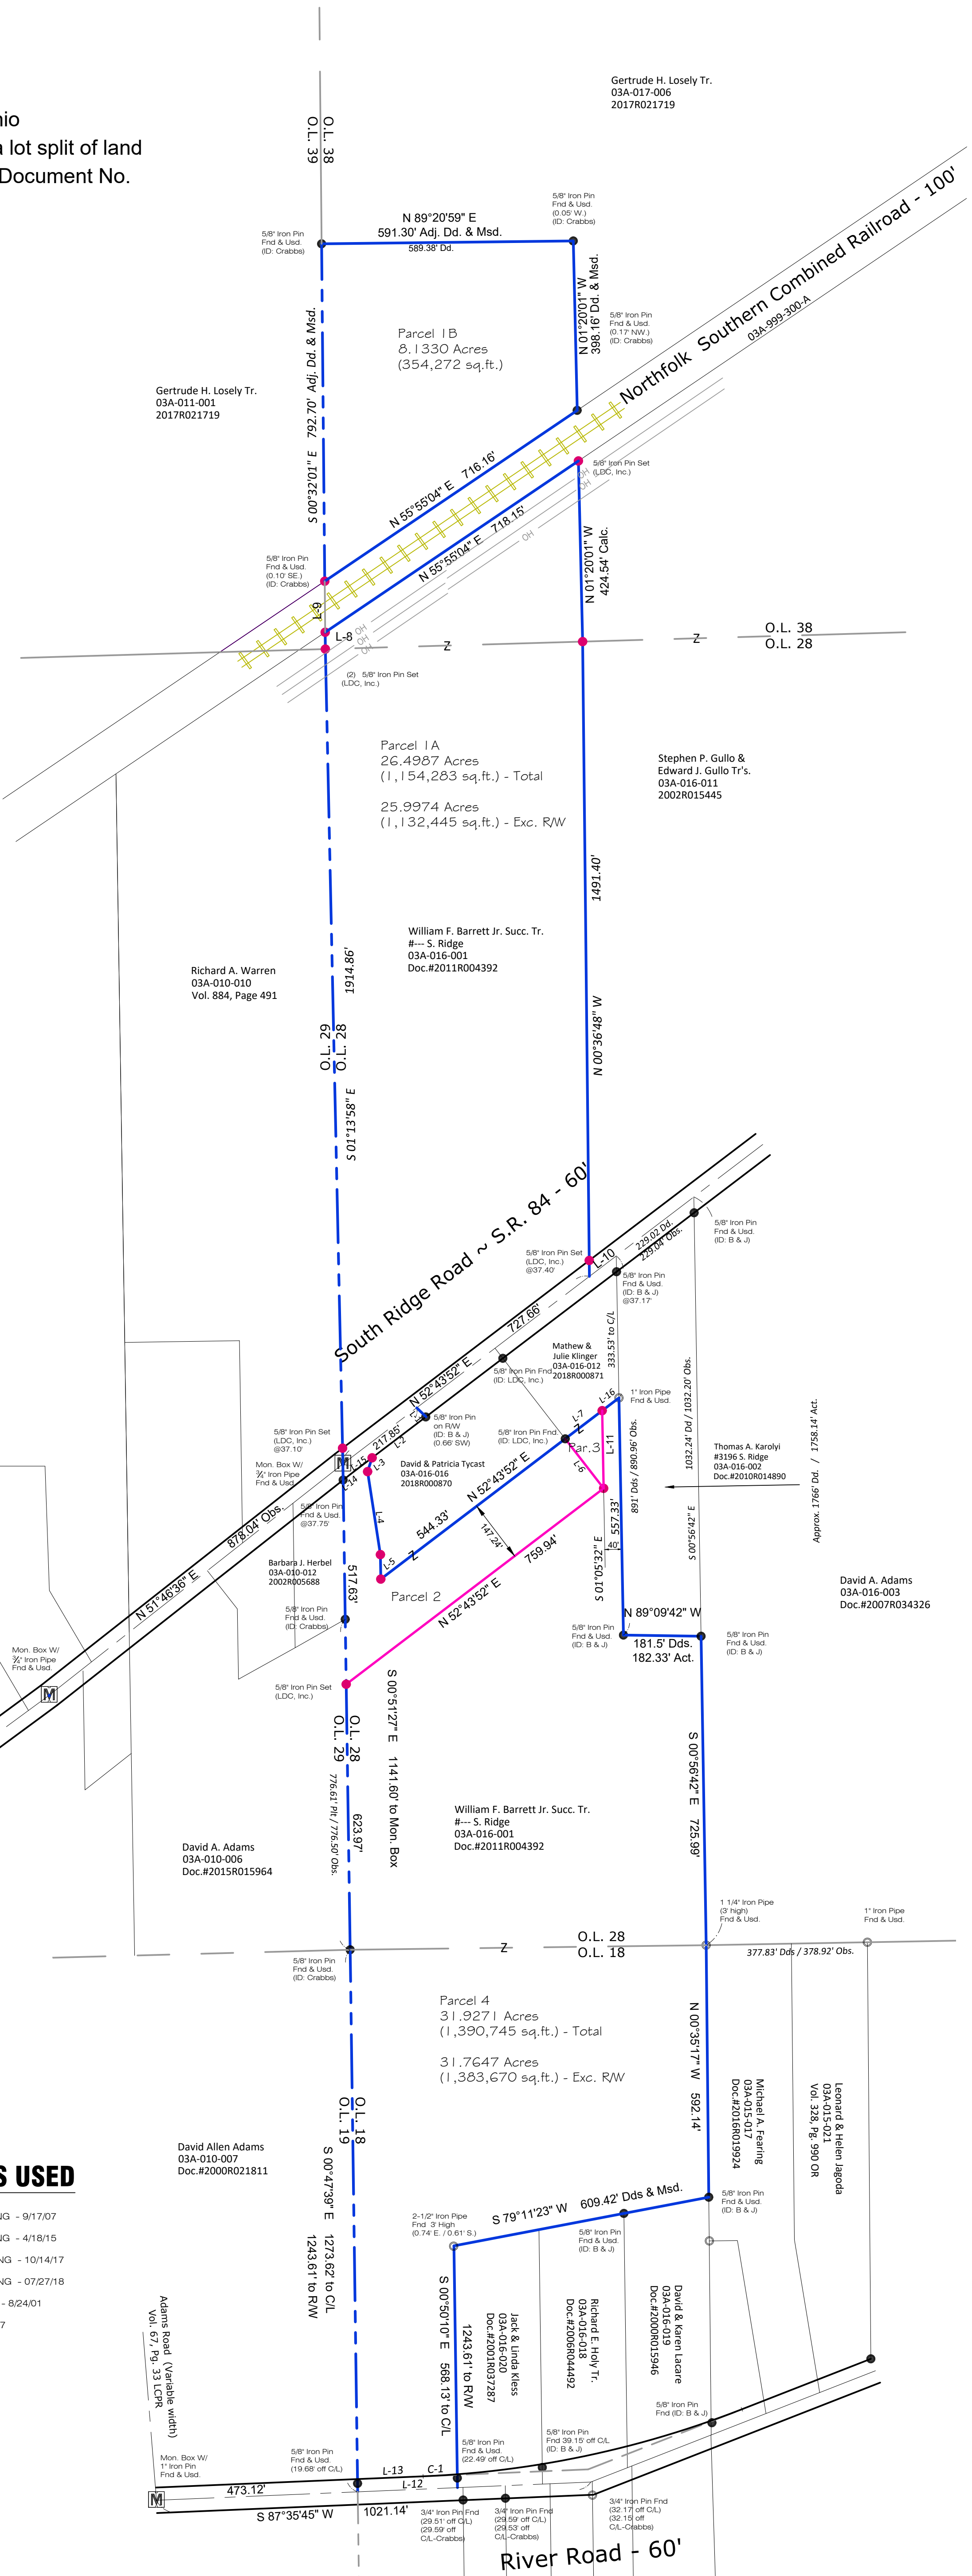 Gertrude H. Losely Tr.
03A-017-006
2017R021719
nio
a lot split of land
Document No.
O.L. 38
O.L. 39
5/8" Iron Pin
Fnd & Usd.
(0.05' W.)
(ID: Crabbs)
5/8" Iron Pin
Fnd & Usd.
(ID: Crabbs)
N 89°20'59" E
591.30' Adj. Dd. & Msd.
589.38' Dd.
Northfolk Southern Combined Railroad - 100'
03A-999-300-A
N 01°20'01" W
398.16' Dd. & Msd.
5/8" Iron Pin
Fnd & Usd.
(0.17' NW.)
(ID: Crabbs)
Parcel 1B
8.1330 Acres
(354,272 sq.ft.)
S 00°32'01" E 792.70' Adj. Dd. & Msd.
Gertrude H. Losely Tr.
03A-011-001
2017R021719
N 55°55'04" E 716.16'
5/8" Iron Pin Set
(LDC, Inc.)
OH
OH
N 55°55'04" E 718.15'
OH
N 01°20'01" W
424.54' Calc.
5/8" Iron Pin
Fnd & Usd.
(0.10' SE.)
(ID: Crabbs)
L-9
L-8
OH
OH
OH
Z
Z
O.L. 38
O.L. 28
(2) 5/8" Iron Pin Set
(LDC, Inc.)
Parcel 1A
26.4987 Acres
(1,154,283 sq.ft.) - Total
25.9974 Acres
(1,132,445 sq.ft.) - Exc. R/W
Stephen P. Gullo &
Edward J. Gullo Tr's.
03A-016-011
2002R015445
1491.40'
William F. Barrett Jr. Succ. Tr.
#--- S. Ridge
03A-016-001
Doc.#2011R004392
Richard A. Warren
03A-010-010
Vol. 884, Page 491
1914.86'
O.L. 28
O.L. 29
N 00°36'48" W
S 01°13'58" E
South Ridge Road ~ S.R. 84 - 60'
229.02 Dd.
229.04' Obs.
5/8" Iron Pin
Fnd & Usd.
(ID: B & J)
5/8" Iron Pin Set
(LDC, Inc.)
@37.40'
L-10
5/8" Iron Pin
Fnd & Usd.
(ID: B & J)
@37.17'
727.66'
333.53' to C/L
Mathew &
Julie Klinger
03A-016-012
2018R000871
5/8" Iron Pin Fnd
(ID: LDC, Inc.)
N 52°43'52" E
1032.24' Dd / 1032.20' Obs.
L-16
1" Iron Pipe
Fnd & Usd.
L-7
5/8" Iron Pin
on R/W
(ID: B & J)
(0.66' SW)
5/8" Iron Pin Fnd.
(ID: LDC, Inc.)
Z
Par.3
L-11
L-6
891' Dds / 890.96' Obs.
Approx. 1766' Dd. / 1758.14' Act.
5/8" Iron Pin Set
(LDC, Inc.)
@37.10'
217.85'
L-2
L-15
L-3
L-14
M
Mon. Box W/
3/4" Iron Pipe
Fnd & Usd.
David & Patricia Tycast
03A-016-016
2018R000870
N 52°43'52" E
Thomas A. Karolyi
#3196 S. Ridge
03A-016-002
Doc.#2010R014890
5/8" Iron Pin
Fnd & Usd.
@37.75'
878.04' Obs.
L-4
544.33'
147.24'
557.33'
40'
759.94'
S 00°56'42" E
S 01°05'32" E
L-5
Z
Barbara J. Herbel
03A-010-012
2002R005688
517.63'
Parcel 2
David A. Adams
03A-016-003
Doc.#2007R034326
N 51°46'36" E
5/8" Iron Pin
Fnd & Usd.
(ID: Crabbs)
N 52°43'52" E
N 89°09'42" W
181.5' Dds.
182.33' Act.
5/8" Iron Pin
Fnd & Usd.
(ID: B & J)
5/8" Iron Pin
Fnd & Usd.
(ID: B & J)
Mon. Box W/
3/4" Iron Pipe
Fnd & Usd.
M
5/8" Iron Pin Set
(LDC, Inc.)
S 00°51'27" E 1141.60' to Mon. Box
O.L. 28
O.L. 29
S 00°56'42" E 725.99'
776.61' Plt / 776.50' Obs.
623.97'
William F. Barrett Jr. Succ. Tr.
#--- S. Ridge
03A-016-001
Doc.#2011R004392
David A. Adams
03A-010-006
Doc.#2015R015964
1 1/4" Iron Pipe
(3' high)
Fnd & Usd.
1" Iron Pipe
Fnd & Usd.
Z
O.L. 28
O.L. 18
377.83' Dds / 378.92' Obs.
5/8" Iron Pin
Fnd & Usd.
(ID: Crabbs)
Parcel 4
31.9271 Acres
(1,390,745 sq.ft.) - Total
31.7647 Acres
(1,383,670 sq.ft.) - Exc. R/W
N 00°35'17" W 592.14'
Michael A. Fearing
03A-015-017
Doc.#2016R019924
Leonard & Helen Jagoda
03A-015-021
Vol. 328, Pg. 990 OR
O.L. 18
O.L. 19
David Allen Adams
03A-010-007
Doc.#2000R021811
S USED
NG - 9/17/07
NG - 4/18/15
NG - 10/14/17
NG - 07/27/18
- 8/24/01
7
S 00°47'39" E 1273.62' to C/L
1243.61' to R/W
2-1/2" Iron Pipe
Fnd 3' High
(0.74' E. / 0.61' S.)
S 79°11'23" W 609.42' Dds & Msd.
5/8" Iron Pin
Fnd & Usd.
(ID: B & J)
5/8" Iron Pin
Fnd & Usd.
(ID: B & J)
S 00°50'10" E 568.13' to C/L
1243.61' to R/W
Jack & Linda Kless
03A-016-020
Doc.#2001R037287
Richard E. Holy Tr.
03A-016-018
Doc.#2006R044492
David & Karen Lacare
03A-016-019
Doc.#2000R015946
Adams Road (Variable width)
Vol. 67, Pg. 33 LCPR
5/8" Iron Pin
Fnd (ID: B & J)
5/8" Iron Pin
Fnd 39.15' off C/L
(ID: B & J)
5/8" Iron Pin
Fnd & Usd.
(22.49' off C/L)
5/8" Iron Pin
Fnd & Usd.
(19.68' off C/L)
Mon. Box W/
1" Iron Pin
Fnd & Usd.
M
L-13
C-1
L-12
473.12'
S 87°35'45" W
1021.14'
3/4" Iron Pin Fnd
(29.51' off C/L)
(29.59' off
C/L-Crabbs)
3/4" Iron Pin Fnd
(29.59' off C/L)
(29.53' off
C/L-Crabbs)
3/4" Iron Pin Fnd
(32.17' off C/L)
(32.15' off
C/L-Crabbs)
River Road - 60'